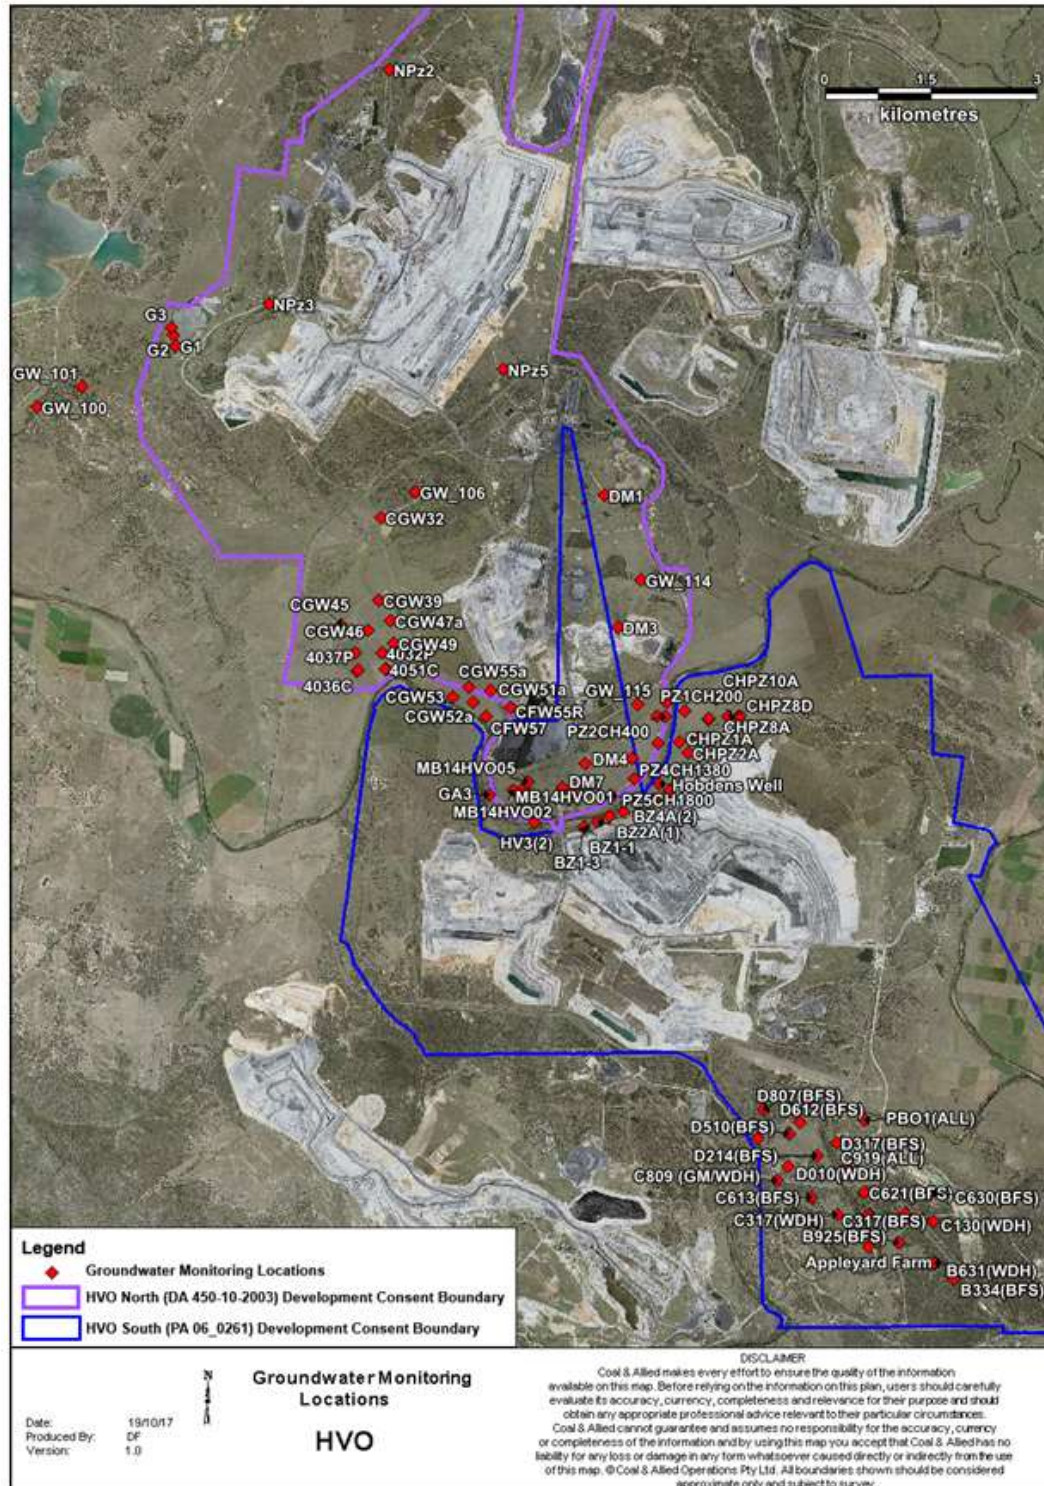 NPz2
0 1.5 3
kilometres
NPz3
G3
G2
G1
NPz5
GW_101
GW_100
GW_106
DM1
CGW32
GW_114
CGW45
CGW39
CGW47a
CGW46
DM3
CGW49
4037P
4032P
4036C
4051C
CGW55a
CHPZ10A
CGW53
CGW51a
GW_115
PZ1CH200
CHPZ8D
CFW55R
CGW52a
CFW57
CHPZ8A
PZ2CH400
CHPZ1A
CHPZ2A
DM4
MB14HVO05
PZ4CH1380
DM7
Hobdens Well
GA3
MB14HVO01
PZ5CH1800
MB14HVO02
BZ4A(2)
BZ2A(1)
HV3(2)
BZ1-1
BZ1-3
D807(BFS)
D612(BFS)
PBO1(ALL)
D510(BFS)
D317(BFS)
D214(BFS)
C919(ALL)
C809 (GM/WDH)
D010(WDH)
C613(BFS)
C621(BFS)
C630(BFS)
C317(WDH)
C317(BFS)
C130(WDH)
B925(BFS)
Appleyard Farm
B631(WDH)
B334(BFS)
Legend
Groundwater Monitoring Locations
HVO North (DA 450-10-2003) Development Consent Boundary
HVO South (PA 06_0261) Development Consent Boundary
Date: 19/10/17
Produced By: DF
Version: 1.0
Groundwater Monitoring
Locations
HVO
DISCLAIMER
Coal & Allied makes every effort to ensure the quality of the information
available on this map. Before relying on the information on this plan, users should carefully
evaluate its accuracy, currency, completeness and relevance for their purpose and should
obtain any appropriate professional advice relevant to their particular circumstances.
Coal & Allied cannot guarantee and assumes no responsibility for the accuracy, currency
or completeness of the information and by using this map you accept that Coal & Allied has no
liability for any loss or damage in any form whatsoever caused directly or indirectly from the use
of this map. © Coal & Allied Operations Pty Ltd. All boundaries shown should be considered
approximate only and subject to survey